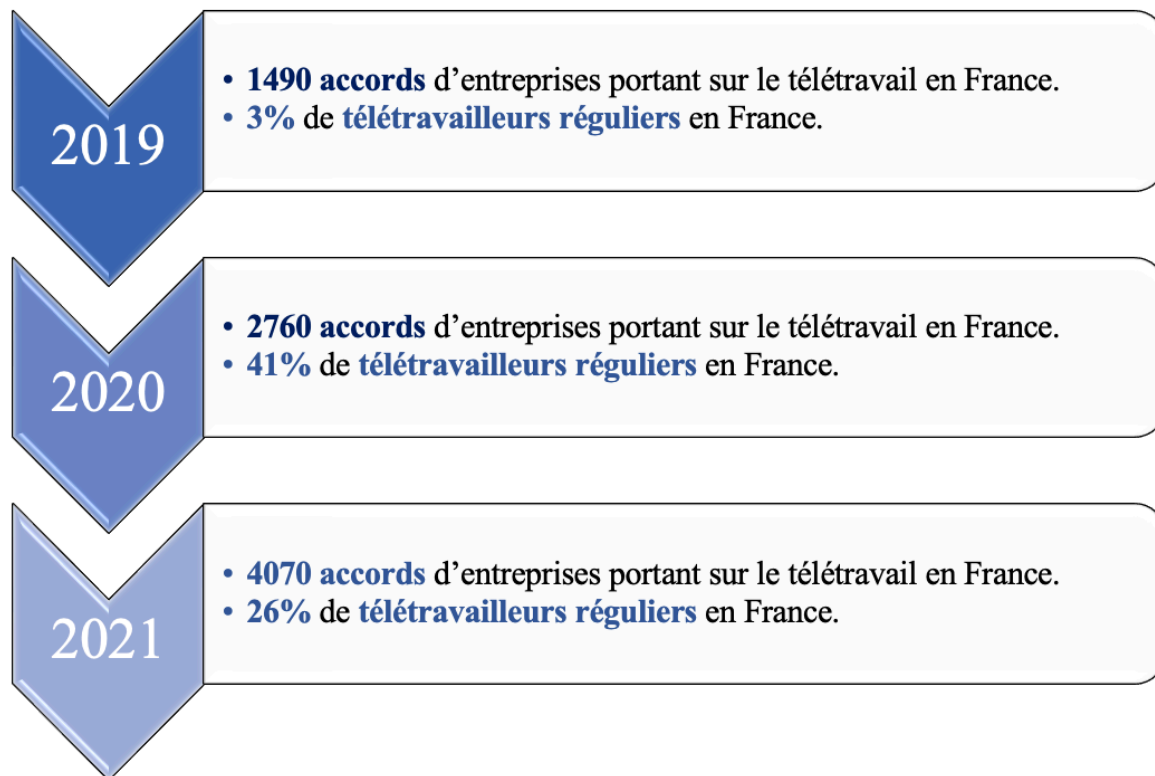 2019
• 1490 accords d’entreprises portant sur le télétravail en France.
• 3% de télétravailleurs réguliers en France.
2020
• 2760 accords d’entreprises portant sur le télétravail en France.
• 41% de télétravailleurs réguliers en France.
2021
• 4070 accords d’entreprises portant sur le télétravail en France.
• 26% de télétravailleurs réguliers en France.